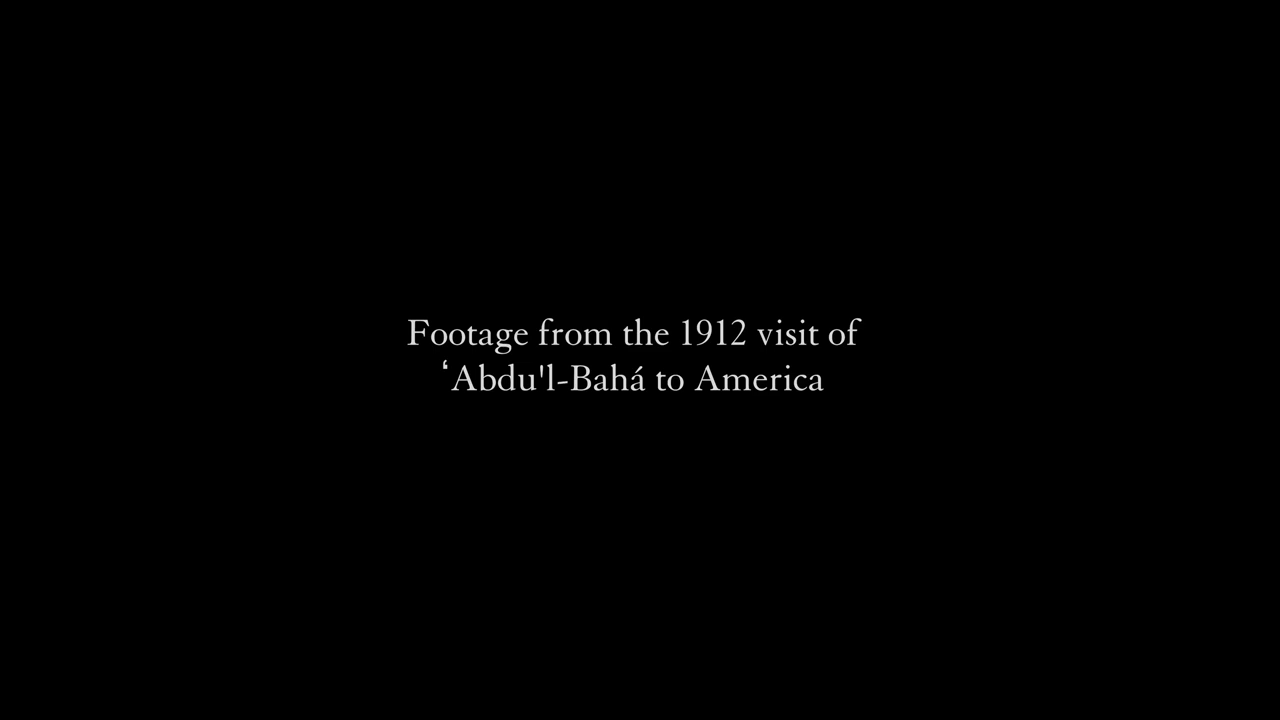 Footage from the 1912 visit of
‘Abdu'l-Bahá to America